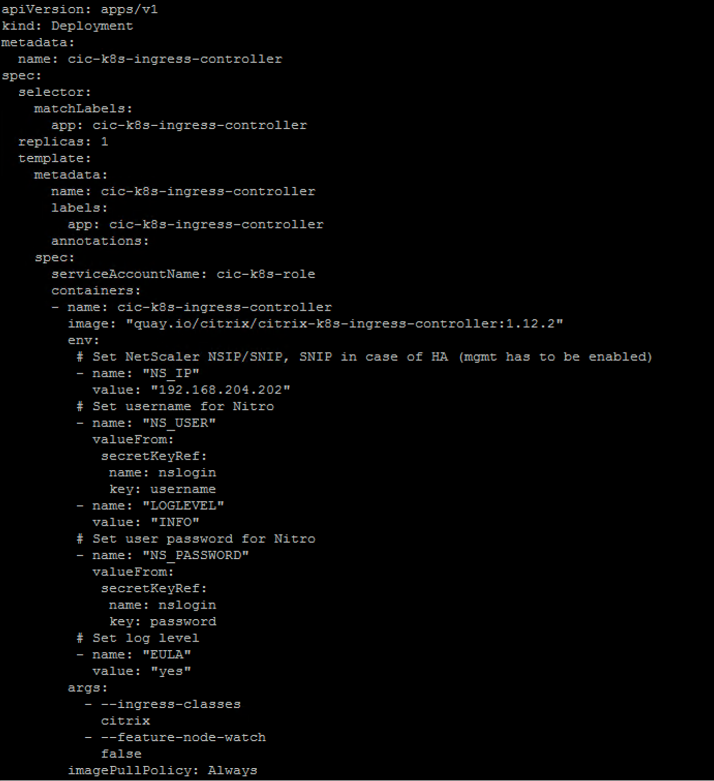 apiVersion: apps/v1
kind: Deployment
metadata:
  name: cic-k8s-ingress-controller
spec:
  selector:
    matchLabels:
      app: cic-k8s-ingress-controller
  replicas: 1
  template:
    metadata:
      name: cic-k8s-ingress-controller
      labels:
        app: cic-k8s-ingress-controller
      annotations:
    spec:
      serviceAccountName: cic-k8s-role
      containers:
      - name: cic-k8s-ingress-controller
        image: "quay.io/citrix/citrix-k8s-ingress-controller:1.12.2"
        env:
         # Set NetScaler NSIP/SNIP, SNIP in case of HA (mgmt has to be enabled)
         - name: "NS_IP"
           value: "192.168.204.202"
         # Set username for Nitro
         - name: "NS_USER"
           valueFrom:
            secretKeyRef:
             name: nslogin
             key: username
         - name: "LOGLEVEL"
           value: "INFO"
         # Set user password for Nitro
         - name: "NS_PASSWORD"
           valueFrom:
            secretKeyRef:
             name: nslogin
             key: password
         # Set log level
         - name: "EULA"
           value: "yes"
        args:
          - --ingress-classes
            citrix
          - --feature-node-watch
            false
        imagePullPolicy: Always